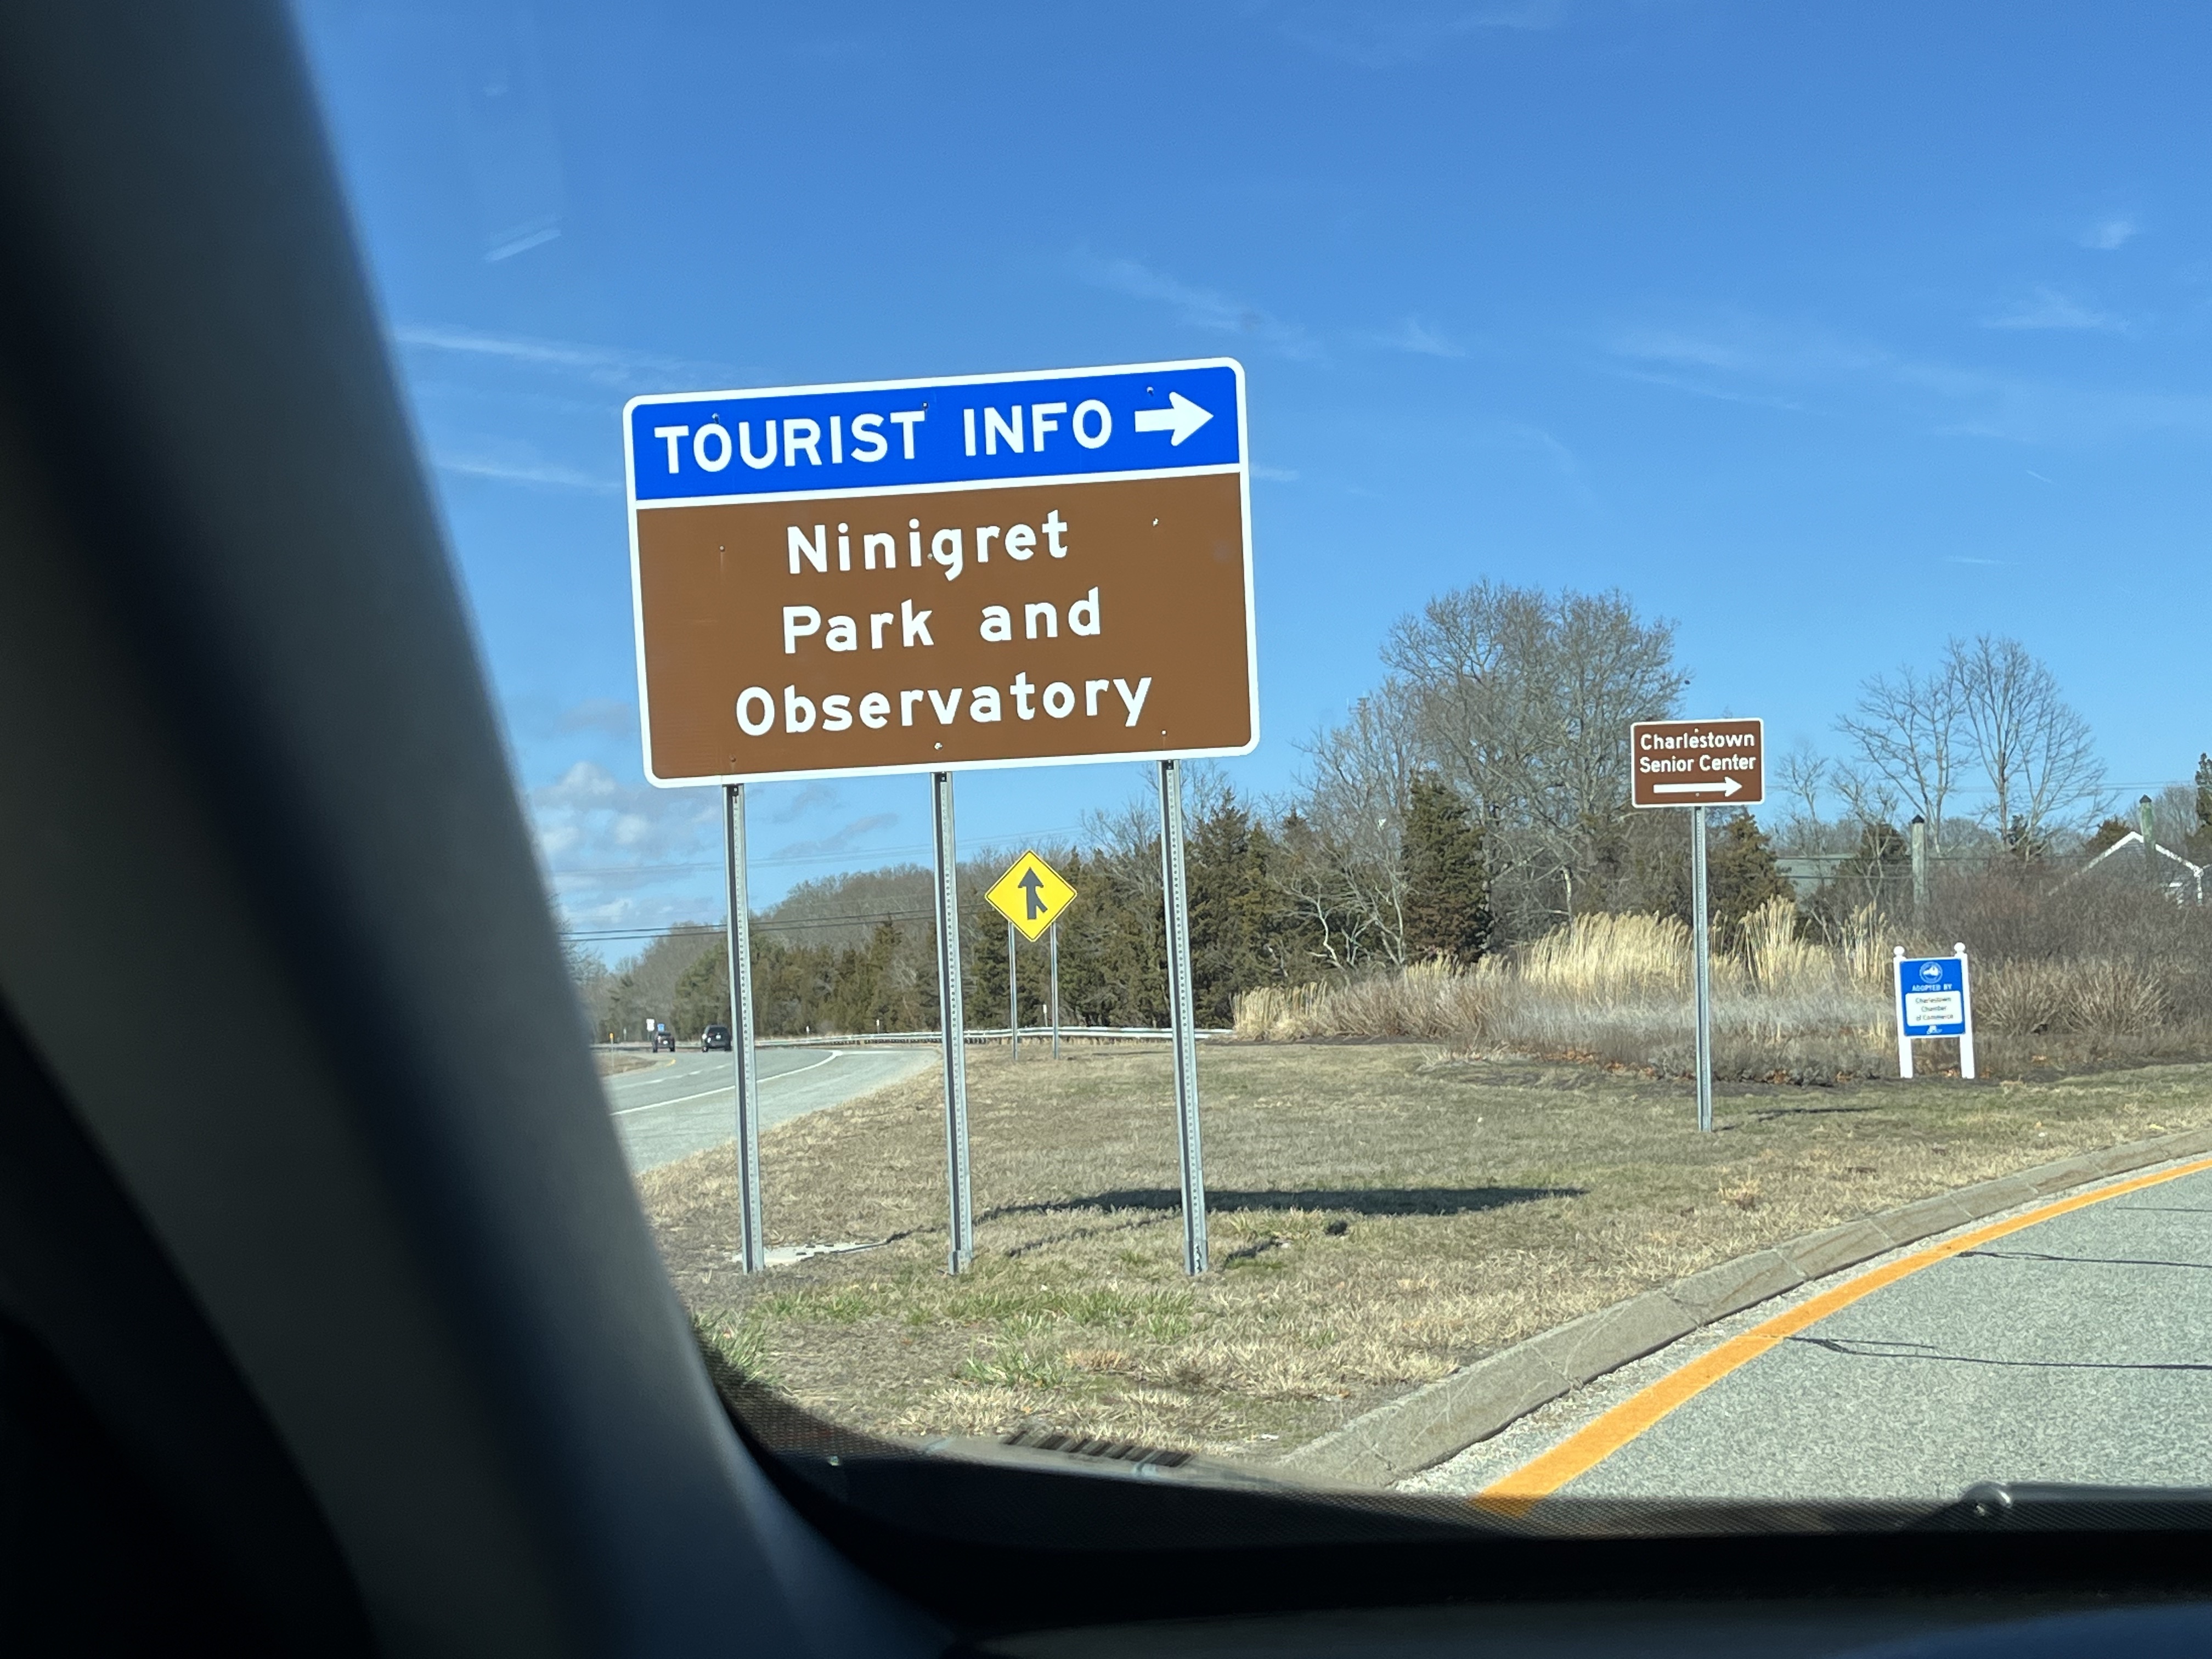 TOURIST INFO
Ninigret
Park and
Observatory
Charlestown
Senior Center
ADOPTED BY
Charlestown
Chamber
of Commerce